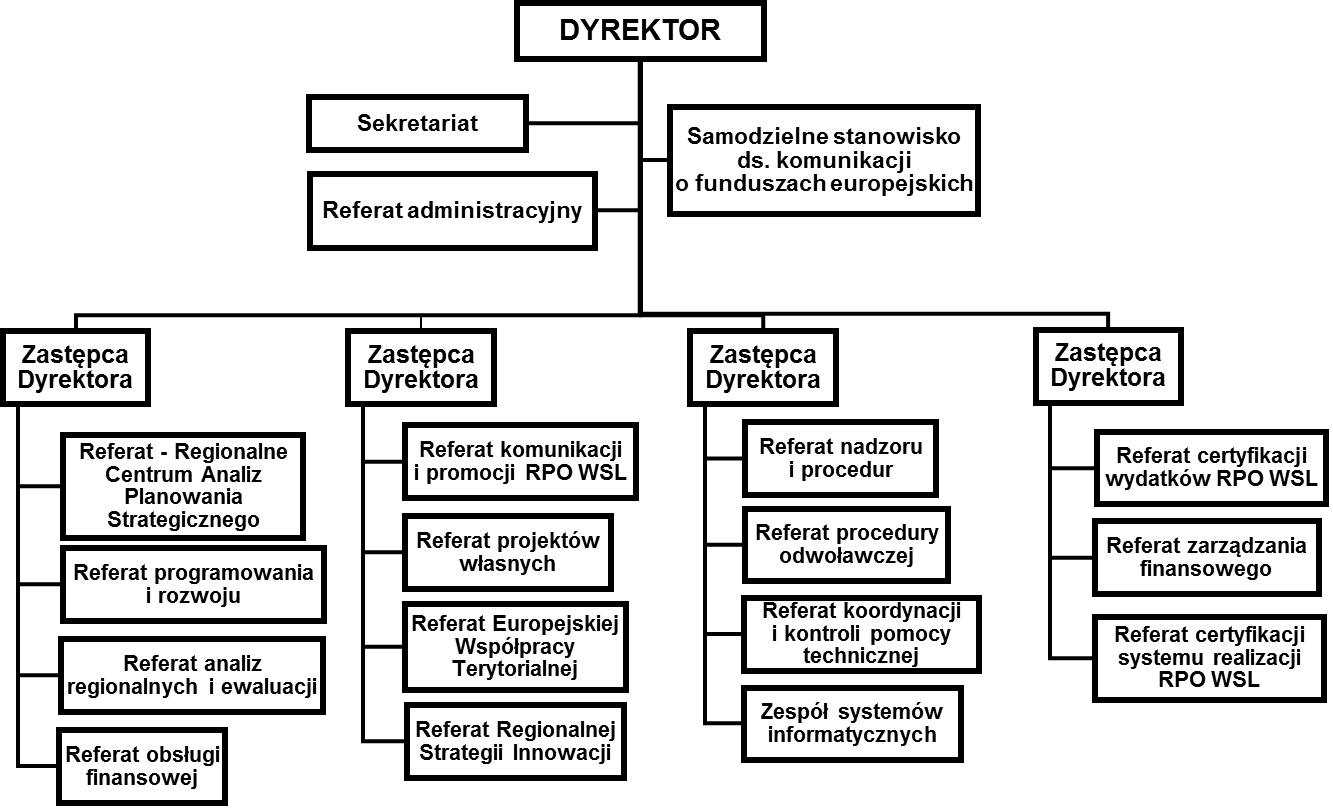 DYREKTOR
Sekretariat
Samodzielne stanowisko
ds. komunikacji
o funduszach europejskich
Referat administracyjny
Zastępca
Dyrektora
Referat - Regionalne
Centrum Analiz
Planowania
Strategicznego
Referat programowania
i rozwoju
Referat analiz
regionalnych i ewaluacji
Referat obsługi
finansowej
Zastępca
Dyrektora
Referat komunikacji
i promocji RPO WSL
Referat projektów
własnych
Referat Europejskiej
Współpracy
Terytorialnej
Referat Regionalnej
Strategii Innowacji
Zastępca
Dyrektora
Referat nadzoru
i procedur
Referat procedury
odwoławczej
Referat koordynacji
i kontroli pomocy
technicznej
Zespół systemów
informatycznych
Zastępca
Dyrektora
Referat certyfikacji
wydatków RPO WSL
Referat zarządzania
finansowego
Referat certyfikacji
systemu realizacji
RPO WSL